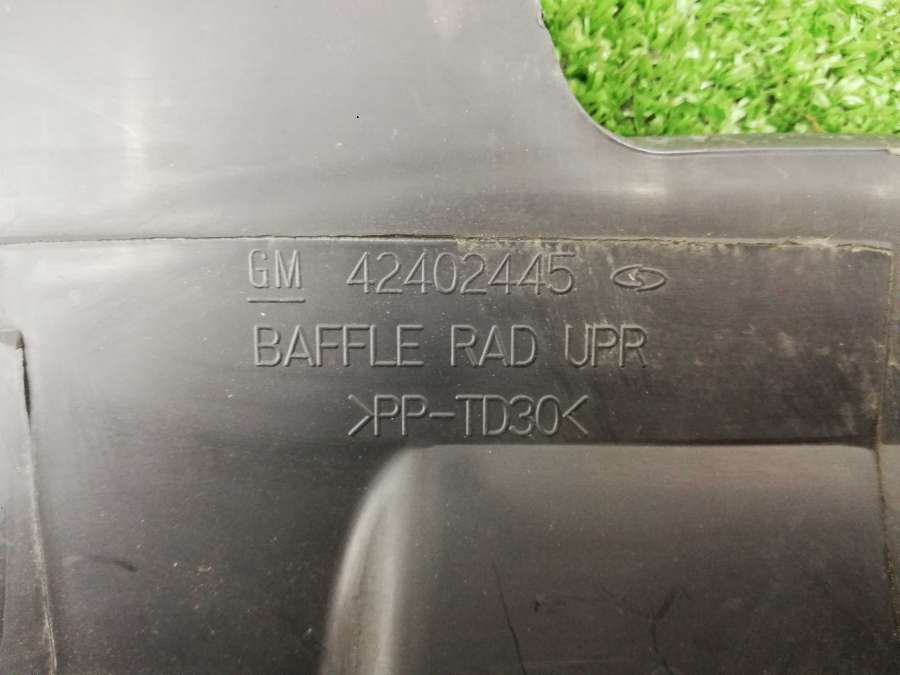 GM 42402445
BAFFLE RAD UPR
>PP-TD30<